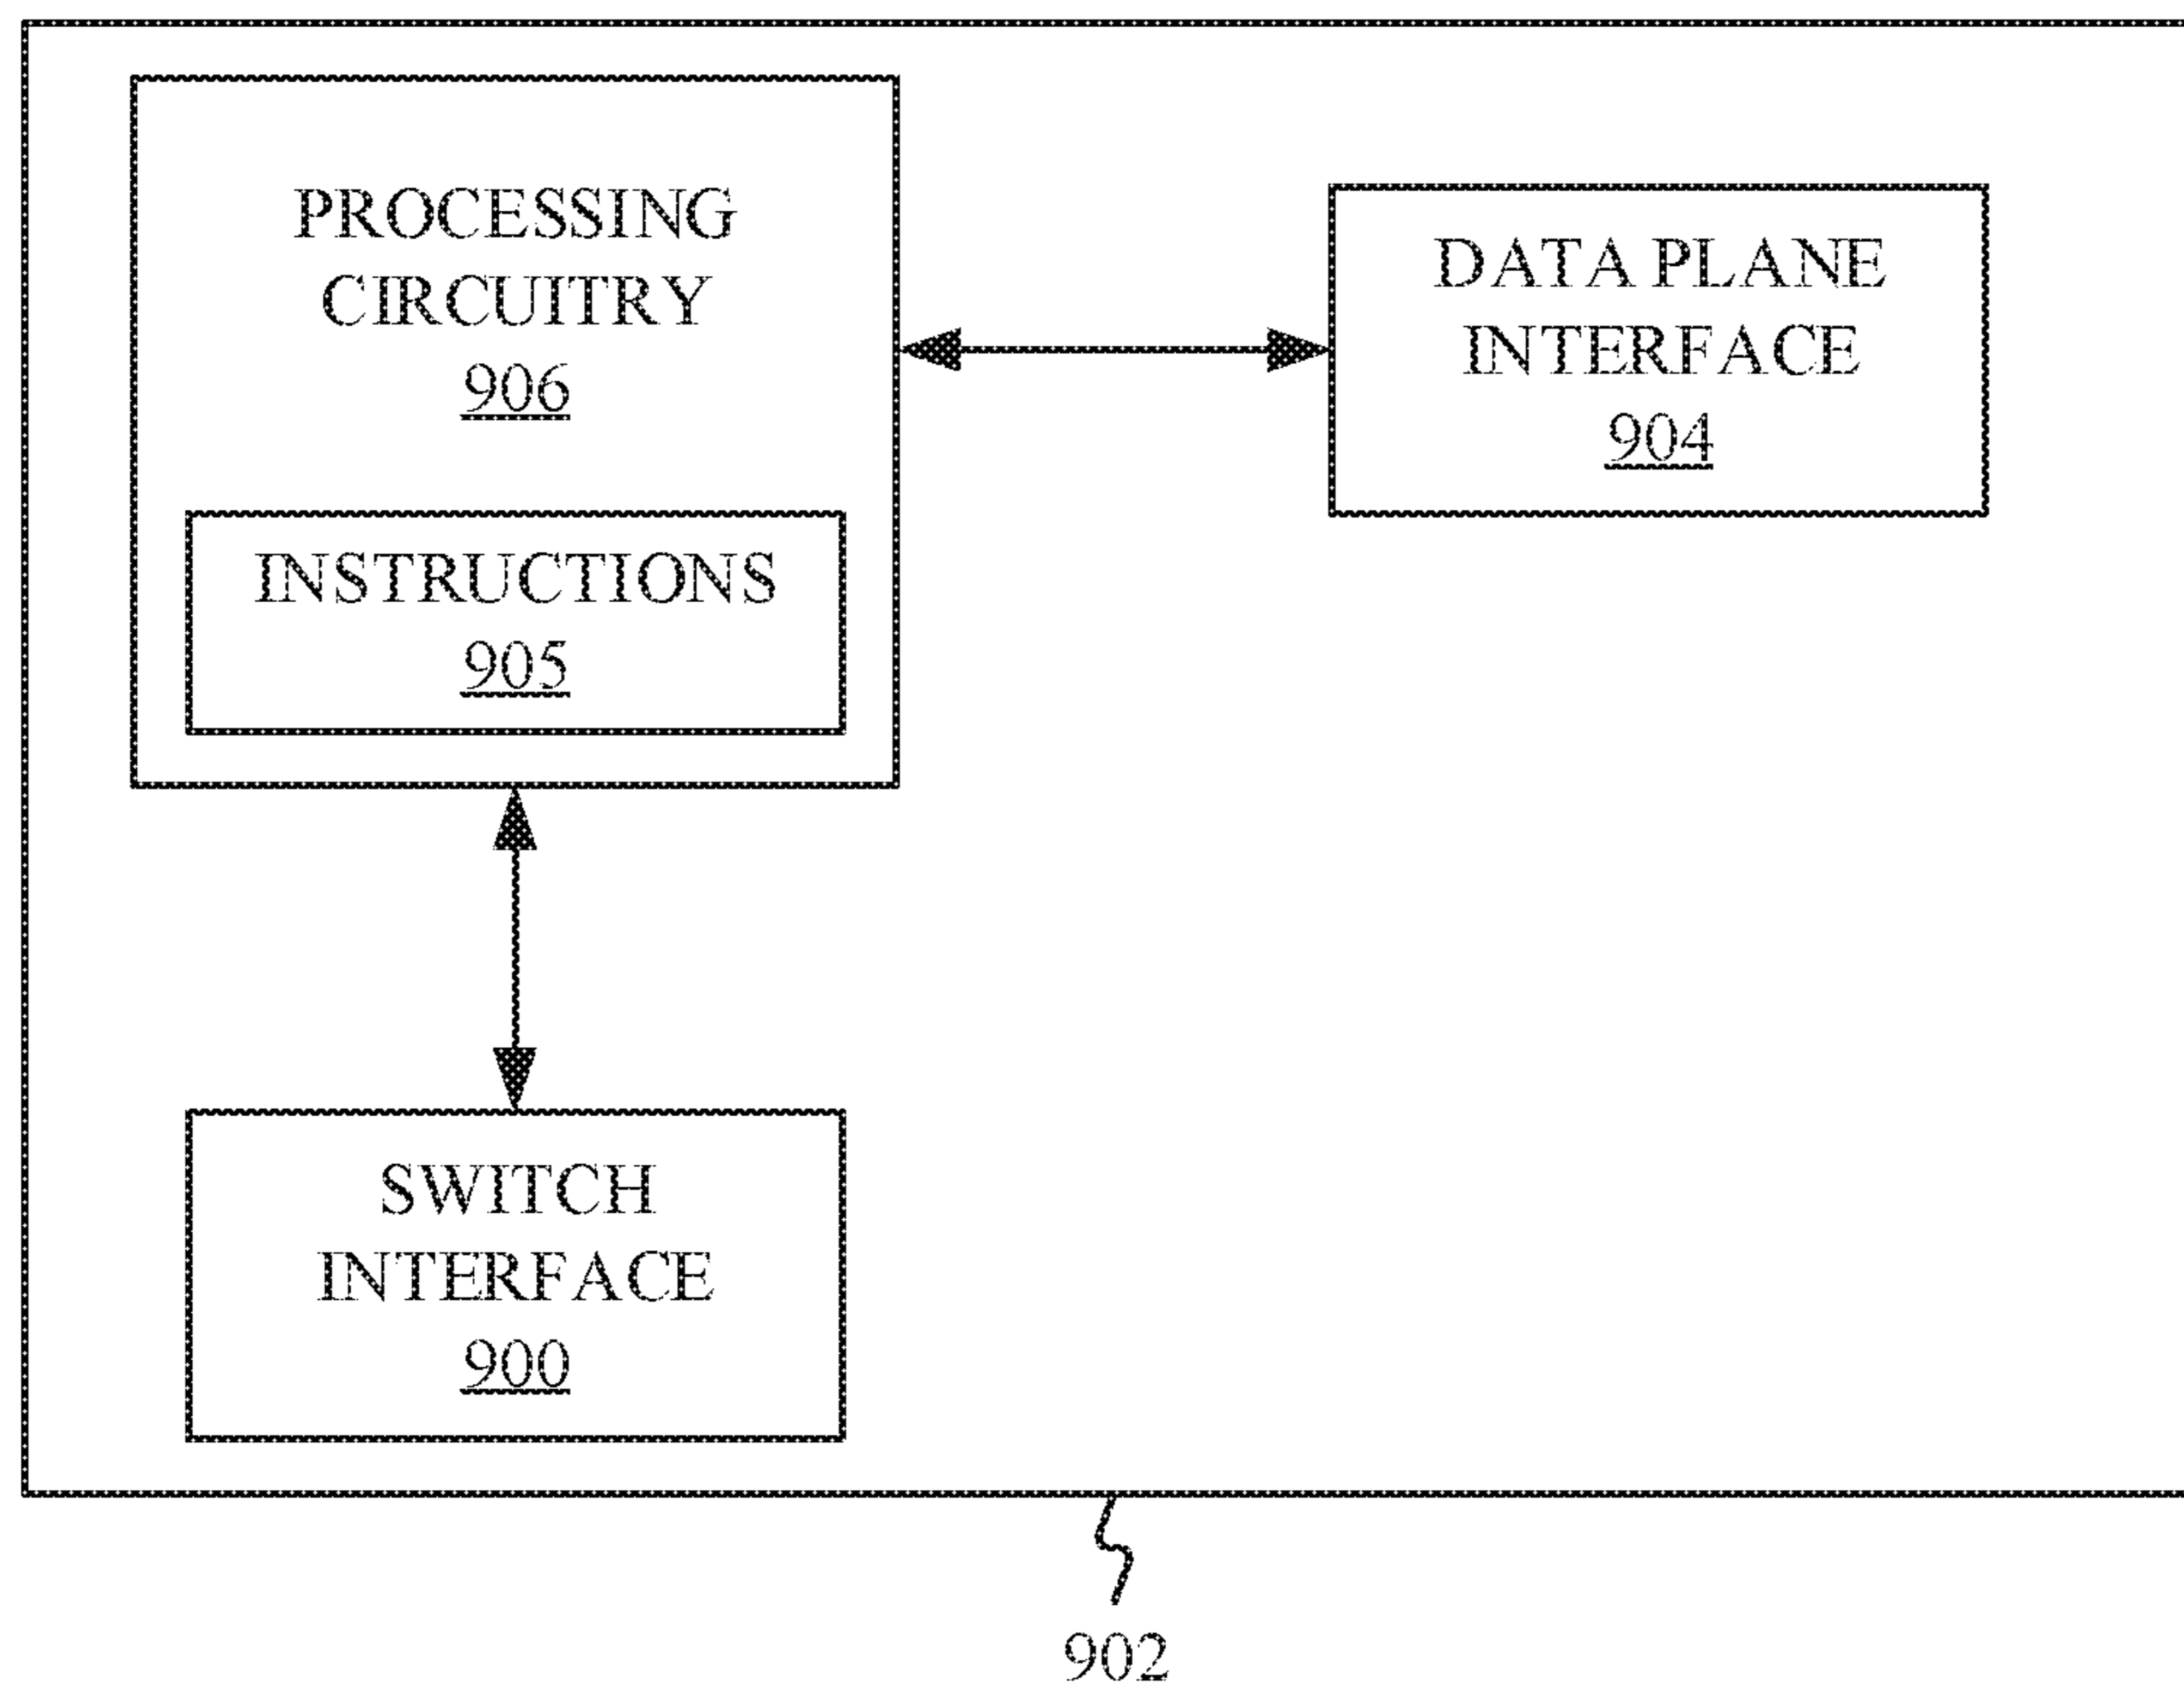 PROCESSING
CIRCUITRY
906
INSTRUCTIONS
905
DATA PLANE
INTERFACE
904
SWITCH
INTERFACE
900
902